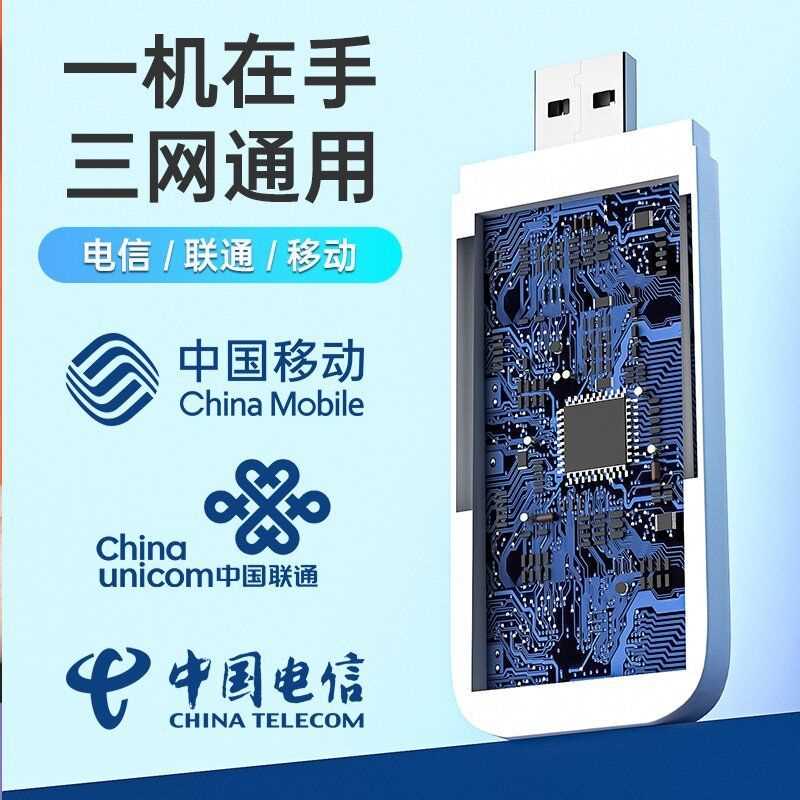 一机在手
三网通用
电信 / 联通 / 移动
中国移动
China Mobile
China
unicom中国联通
中国电信
CHINA TELECOM